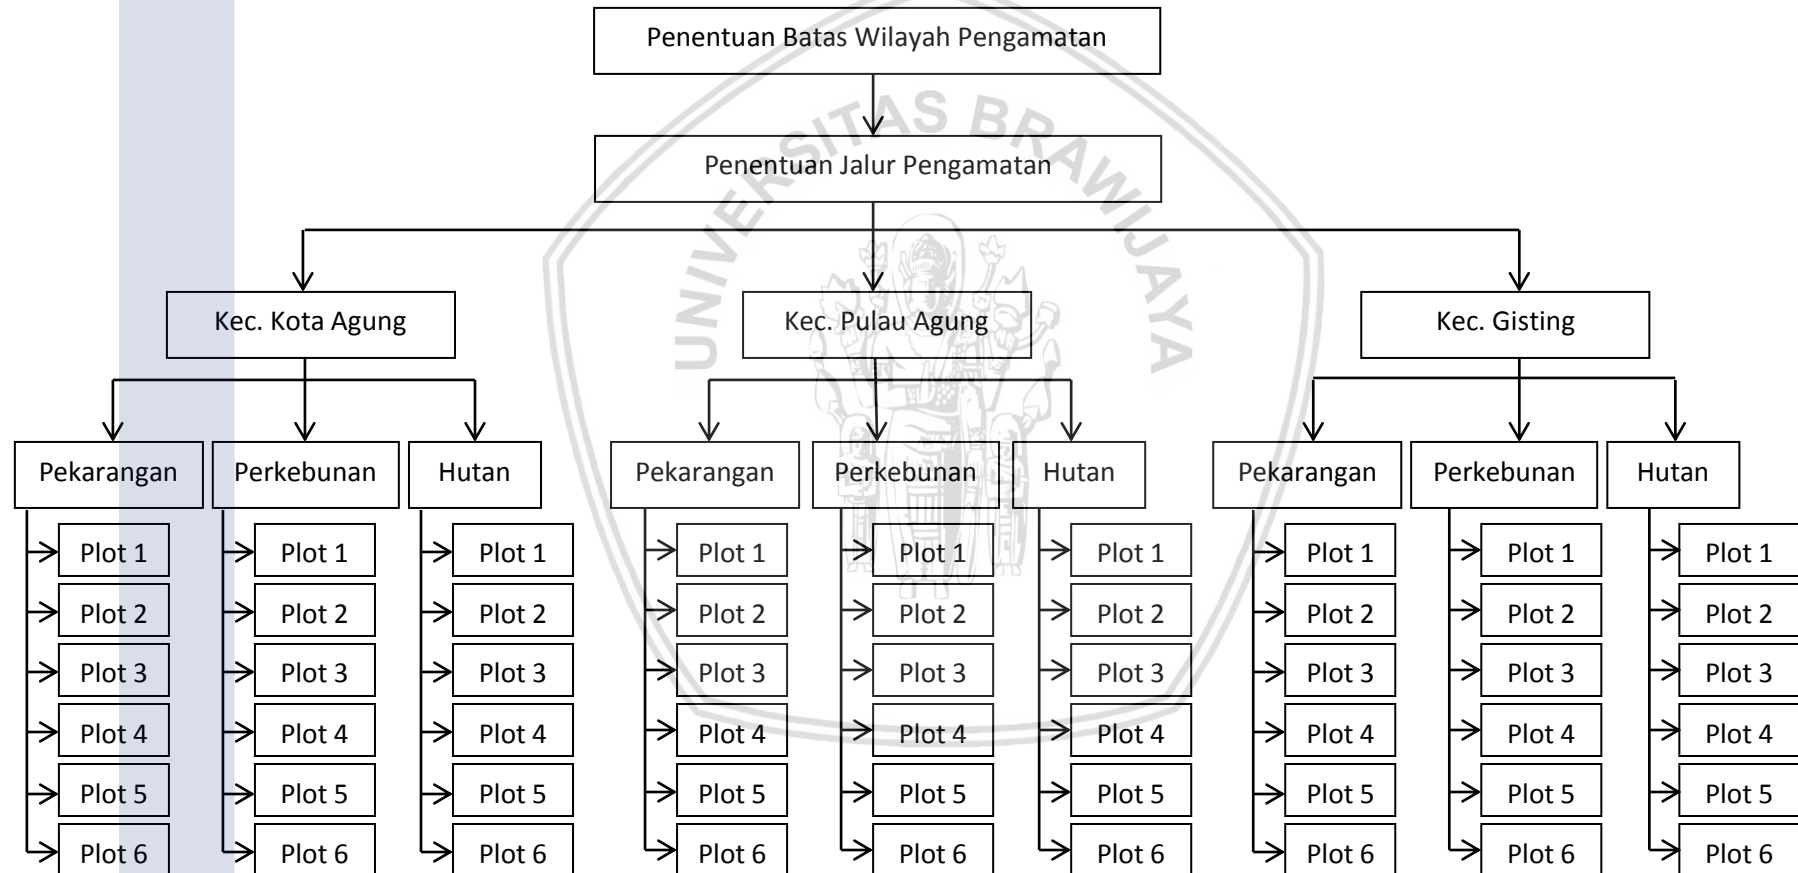 Penentuan Batas Wilayah Pengamatan
UNIVERSITAS BRAWIJAYA
Penentuan Jalur Pengamatan
Kec. Kota Agung Kec. Pulau Agung Kec. Gisting
Pekarangan Perkebunan Hutan Pekarangan Perkebunan Hutan Pekarangan Perkebunan Hutan
Plot 1 Plot 1 Plot 1 Plot 1 Plot 1 Plot 1 Plot 1 Plot 1 Plot 1
Plot 2 Plot 2 Plot 2 Plot 2 Plot 2 Plot 2 Plot 2 Plot 2 Plot 2
Plot 3 Plot 3 Plot 3 Plot 3 Plot 3 Plot 3 Plot 3 Plot 3 Plot 3
Plot 4 Plot 4 Plot 4 Plot 4 Plot 4 Plot 4 Plot 4 Plot 4 Plot 4
Plot 5 Plot 5 Plot 5 Plot 5 Plot 5 Plot 5 Plot 5 Plot 5 Plot 5
Plot 6 Plot 6 Plot 6 Plot 6 Plot 6 Plot 6 Plot 6 Plot 6 Plot 6